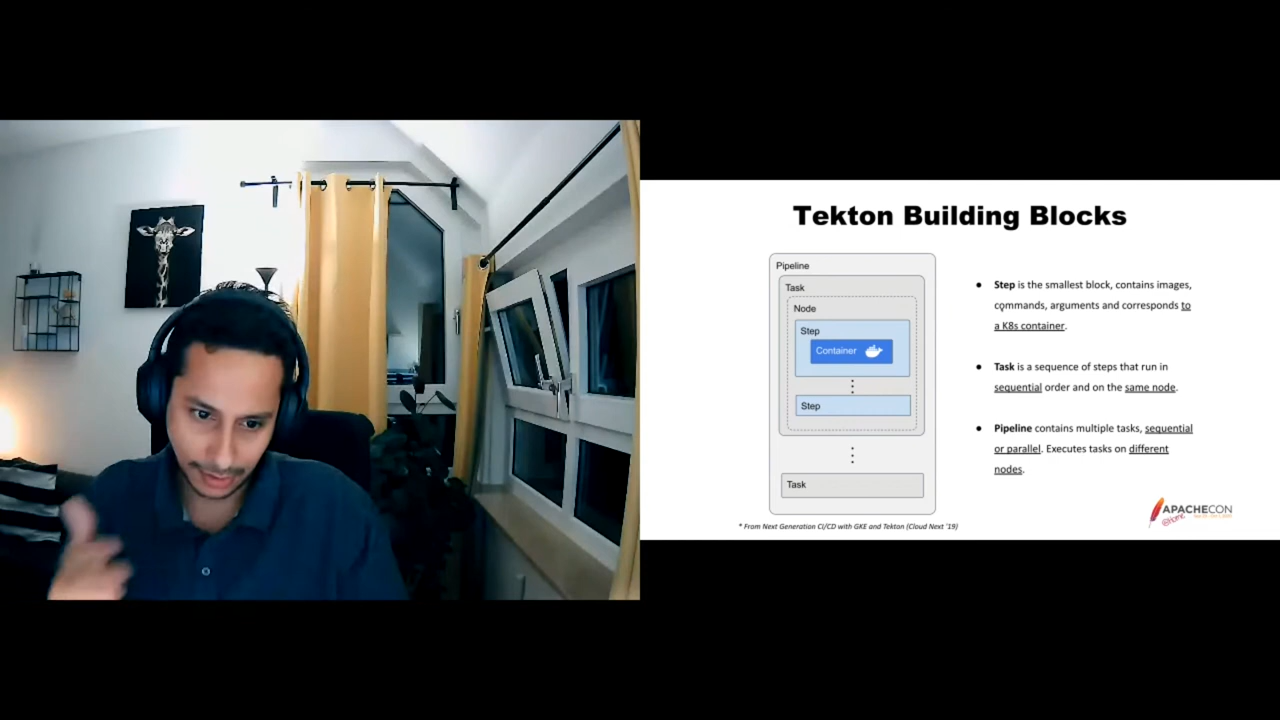 Tekton Building Blocks
Pipeline
Task
Node
Step
Container
Step
Task
* From Next Generation CI/CD with GKE and Tekton (Cloud Next '19)
● Step is the smallest block, contains images,
commands, arguments and corresponds to
a K8s container.
● Task is a sequence of steps that run in
sequential order and on the same node.
● Pipeline contains multiple tasks, sequential
or parallel. Executes tasks on different
nodes.
APACHECON
@Home